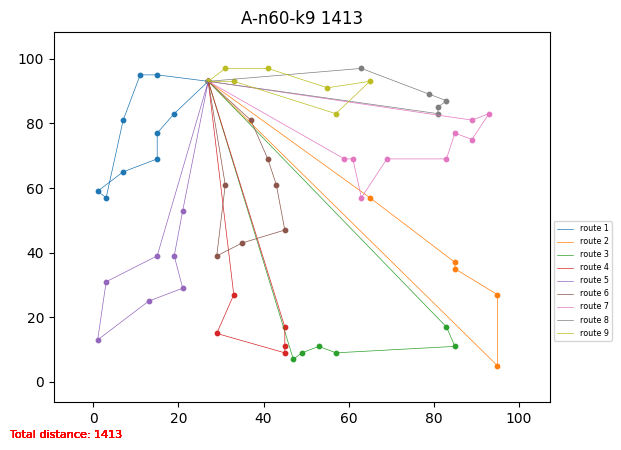 A-n60-k9 1413
100
80
60
40
20
0
0 20 40 60 80 100
route 1
route 2
route 3
route 4
route 5
route 6
route 7
route 8
route 9
Total distance: 1413